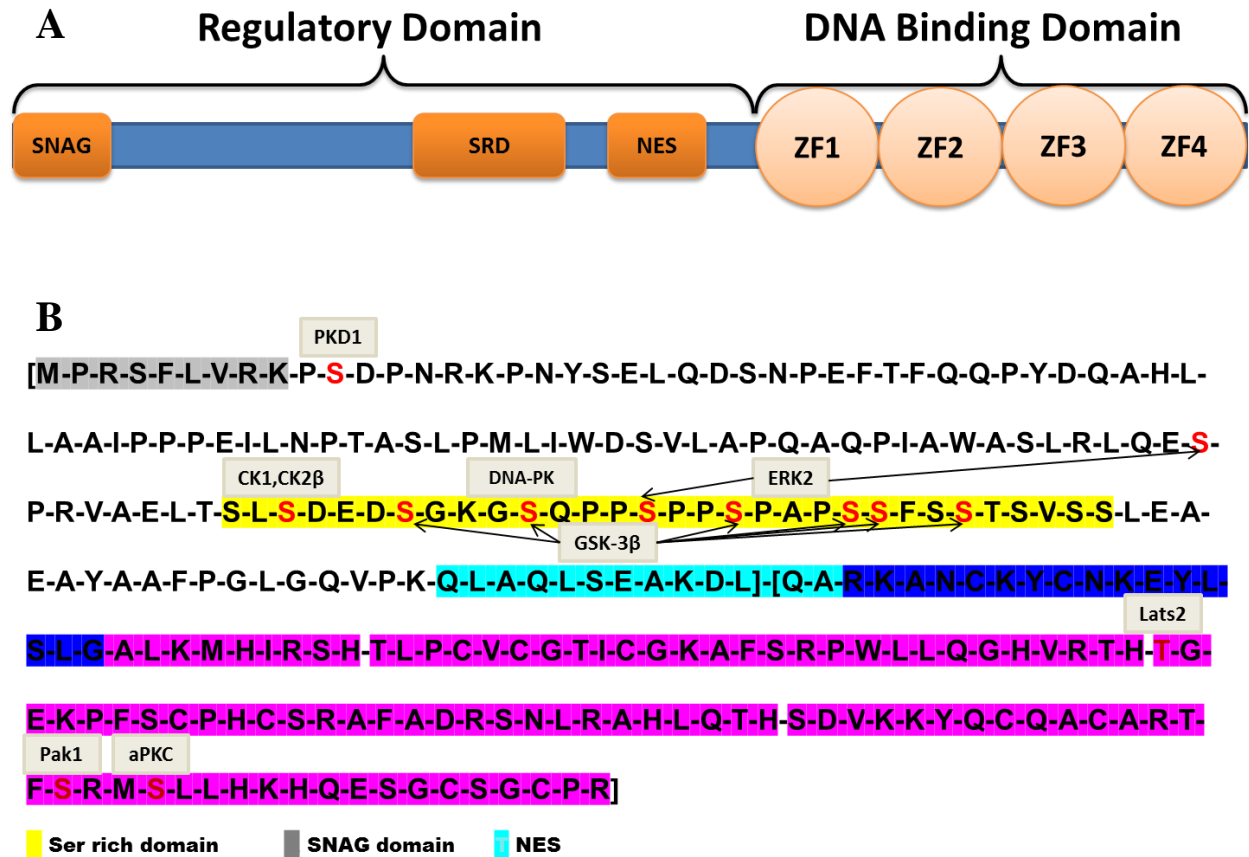 A
Regulatory Domain DNA Binding Domain
SNAG SRD NES ZF1 ZF2 ZF3 ZF4
B
PKD1
[M-P-R-S-F-L-V-R-K-P-S-D-P-N-R-K-P-N-Y-S-E-L-Q-D-S-N-P-E-F-T-F-Q-Q-P-Y-D-Q-A-H-L-
L-A-A-I-P-P-P-E-I-L-N-P-T-A-S-L-P-M-L-I-W-D-S-V-L-A-P-Q-A-Q-P-I-A-W-A-S-L-R-L-Q-E-S-
CK1,CK2β DNA-PK ERK2
P-R-V-A-E-L-T-S-L-S-D-E-D-S-G-K-G-S-Q-P-P-S-P-P-S-P-A-P-S-S-F-S-S-T-S-V-S-S-L-E-A-
GSK-3β
E-A-Y-A-A-F-P-G-L-G-Q-V-P-K-Q-L-A-Q-L-S-E-A-K-D-L]-[Q-A-R-K-A-N-C-K-Y-C-N-K-E-Y-L-
Lats2
S-L-G-A-L-K-M-H-I-R-S-H-T-L-P-C-V-C-G-T-I-C-G-K-A-F-S-R-P-W-L-L-Q-G-H-V-R-T-H-T-G-
E-K-P-F-S-C-P-H-C-S-R-A-F-A-D-R-S-N-L-R-A-H-L-Q-T-H-S-D-V-K-K-Y-Q-C-Q-A-C-A-R-T-
Pak1 aPKC
F-S-R-M-S-L-L-H-K-H-Q-E-S-G-C-S-G-C-P-R]
Ser rich domain SNAG domain T NES